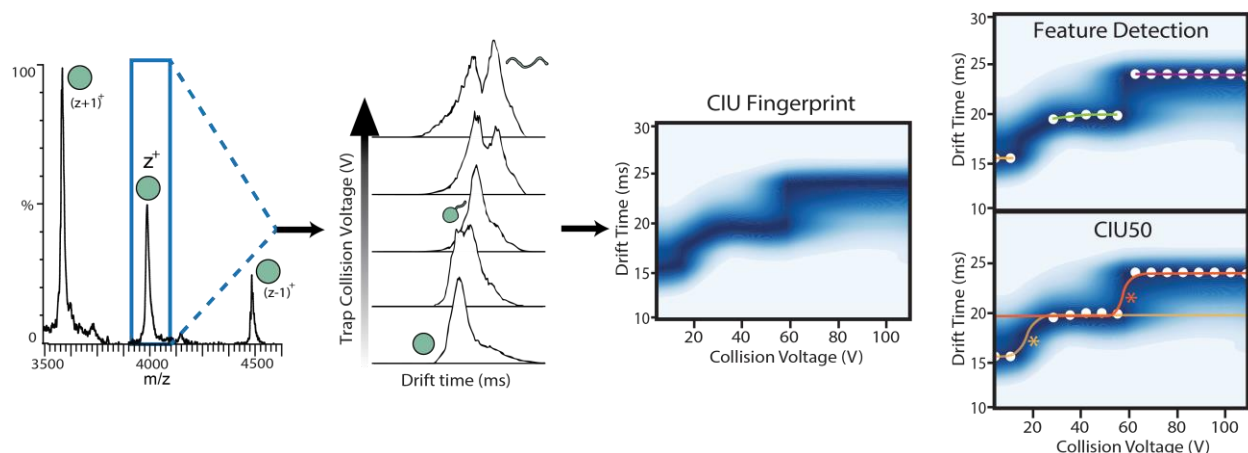 100
%
0
(z+1)⁺
z⁺
(z-1)⁺
3500
4000
4500
m/z
Trap Collision Voltage (V)
Drift time (ms)
CIU Fingerprint
30
25
20
15
10
Drift Time (ms)
20
40
60
80
100
Collision Voltage (V)
Feature Detection
30
25
20
15
10
Drift Time (ms)
CIU50
25
20
15
10
Drift Time (ms)
*
*
20
40
60
80
100
Collision Voltage (V)